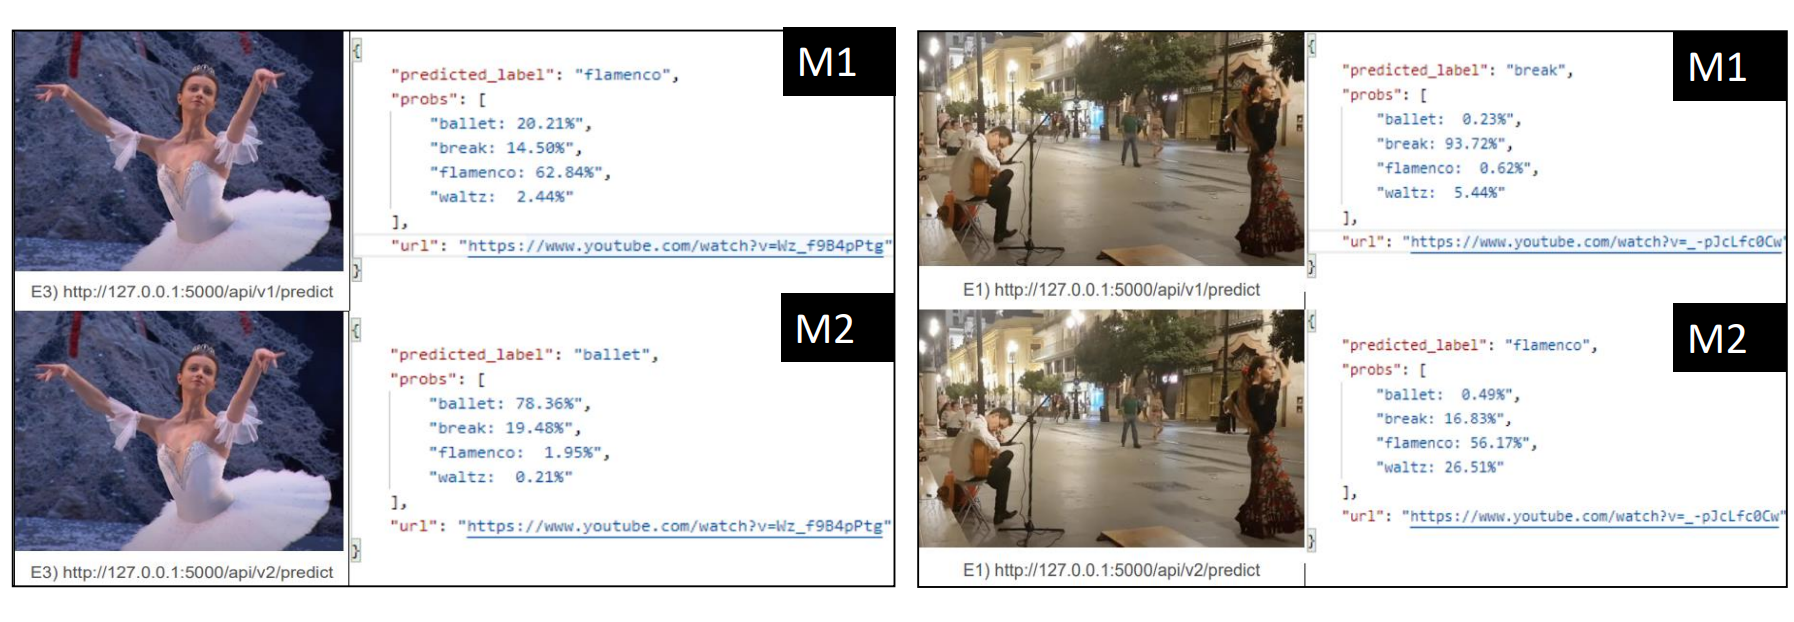 M1
{
"predicted_label": "flamenco",
"probs": [
"ballet: 20.21%",
"break: 14.50%",
"flamenco: 62.84%",
"waltz:  2.44%"
],
"url": "https://www.youtube.com/watch?v=Wz_f9B4pPtg"
}
E3) http://127.0.0.1:5000/api/v1/predict
M2
{
"predicted_label": "ballet",
"probs": [
"ballet: 78.36%",
"break: 19.48%",
"flamenco:  1.95%",
"waltz:  0.21%"
],
"url": "https://www.youtube.com/watch?v=Wz_f9B4pPtg"
}
E3) http://127.0.0.1:5000/api/v2/predict
M1
{
"predicted_label": "break",
"probs": [
"ballet:  0.23%",
"break: 93.72%",
"flamenco:  0.62%",
"waltz:  5.44%"
],
"url": "https://www.youtube.com/watch?v=_-pJcLfc0Cw"
}
E1) http://127.0.0.1:5000/api/v1/predict
M2
{
"predicted_label": "flamenco",
"probs": [
"ballet:  0.49%",
"break: 16.83%",
"flamenco: 56.17%",
"waltz: 26.51%"
],
"url": "https://www.youtube.com/watch?v=_-pJcLfc0Cw"
}
E1) http://127.0.0.1:5000/api/v2/predict